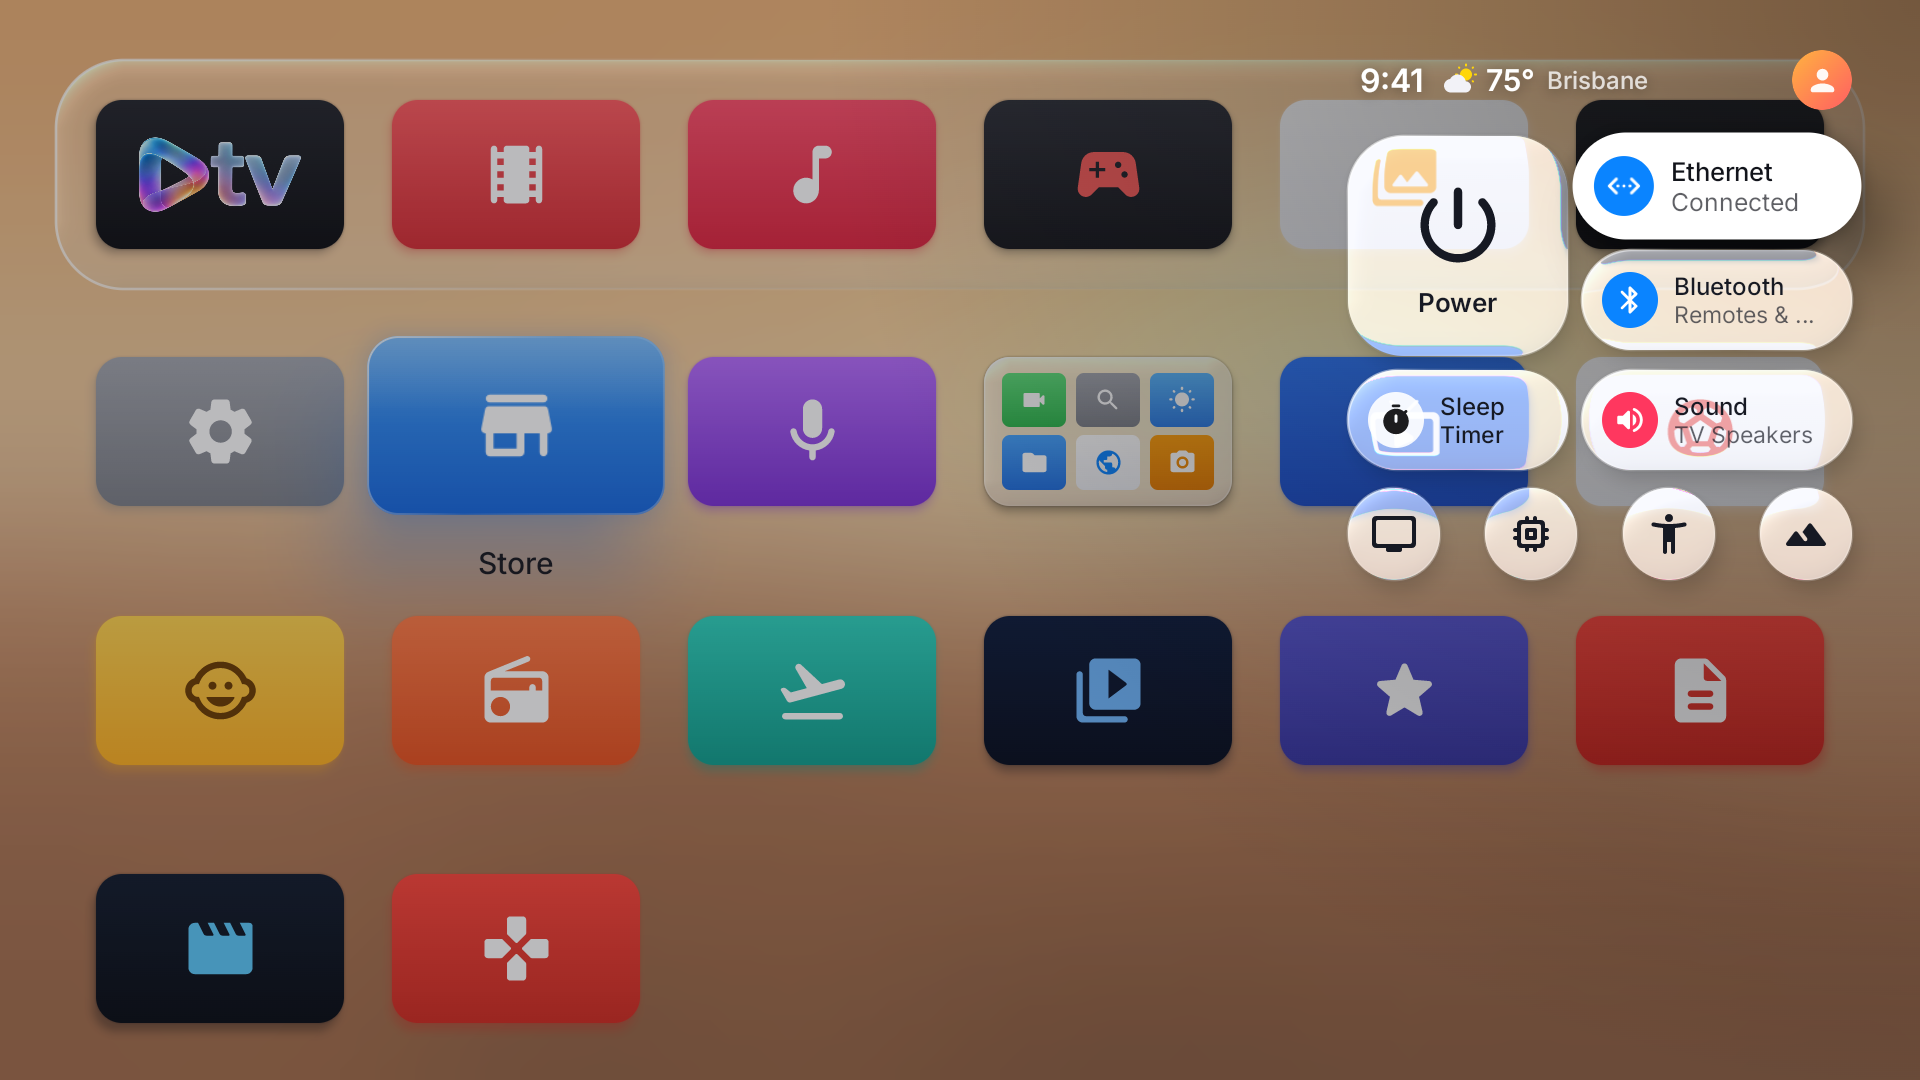 9:41 75° Brisbane
tv
Ethernet
Connected
Power
Bluetooth
Remotes & ...
Sleep
Timer
Sound
TV Speakers
Store